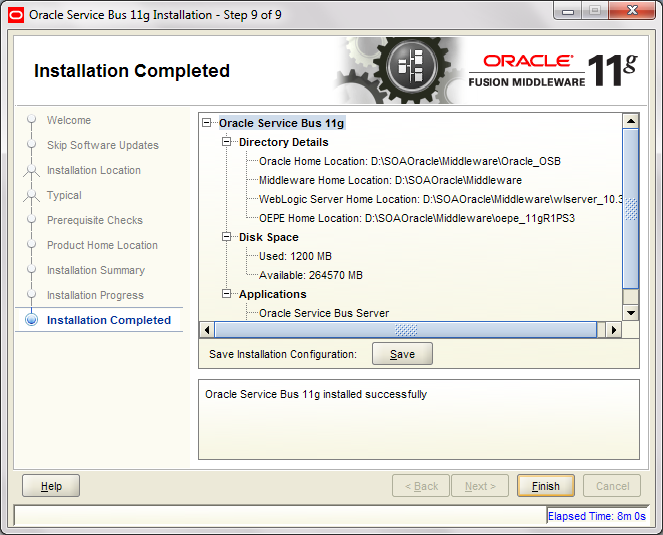 Oracle Service Bus 11g Installation - Step 9 of 9
Installation Completed
ORACLE
FUSION MIDDLEWARE 11g
Welcome
Skip Software Updates
Installation Location
Typical
Prerequisite Checks
Product Home Location
Installation Summary
Installation Progress
Installation Completed
Oracle Service Bus 11g
Directory Details
Oracle Home Location: D:\SOAOracle\Middleware\Oracle_OSB
Middleware Home Location: D:\SOAOracle\Middleware
WebLogic Server Home Location: D:\SOAOracle\Middleware\wlserver_10.3
OEPE Home Location: D:\SOAOracle\Middleware\oepe_11gR1PS3
Disk Space
Used: 1200 MB
Available: 264570 MB
Applications
Oracle Service Bus Server
Save Installation Configuration: Save
Oracle Service Bus 11g installed successfully
Help < Back Next > Finish Cancel
Elapsed Time: 8m 0s